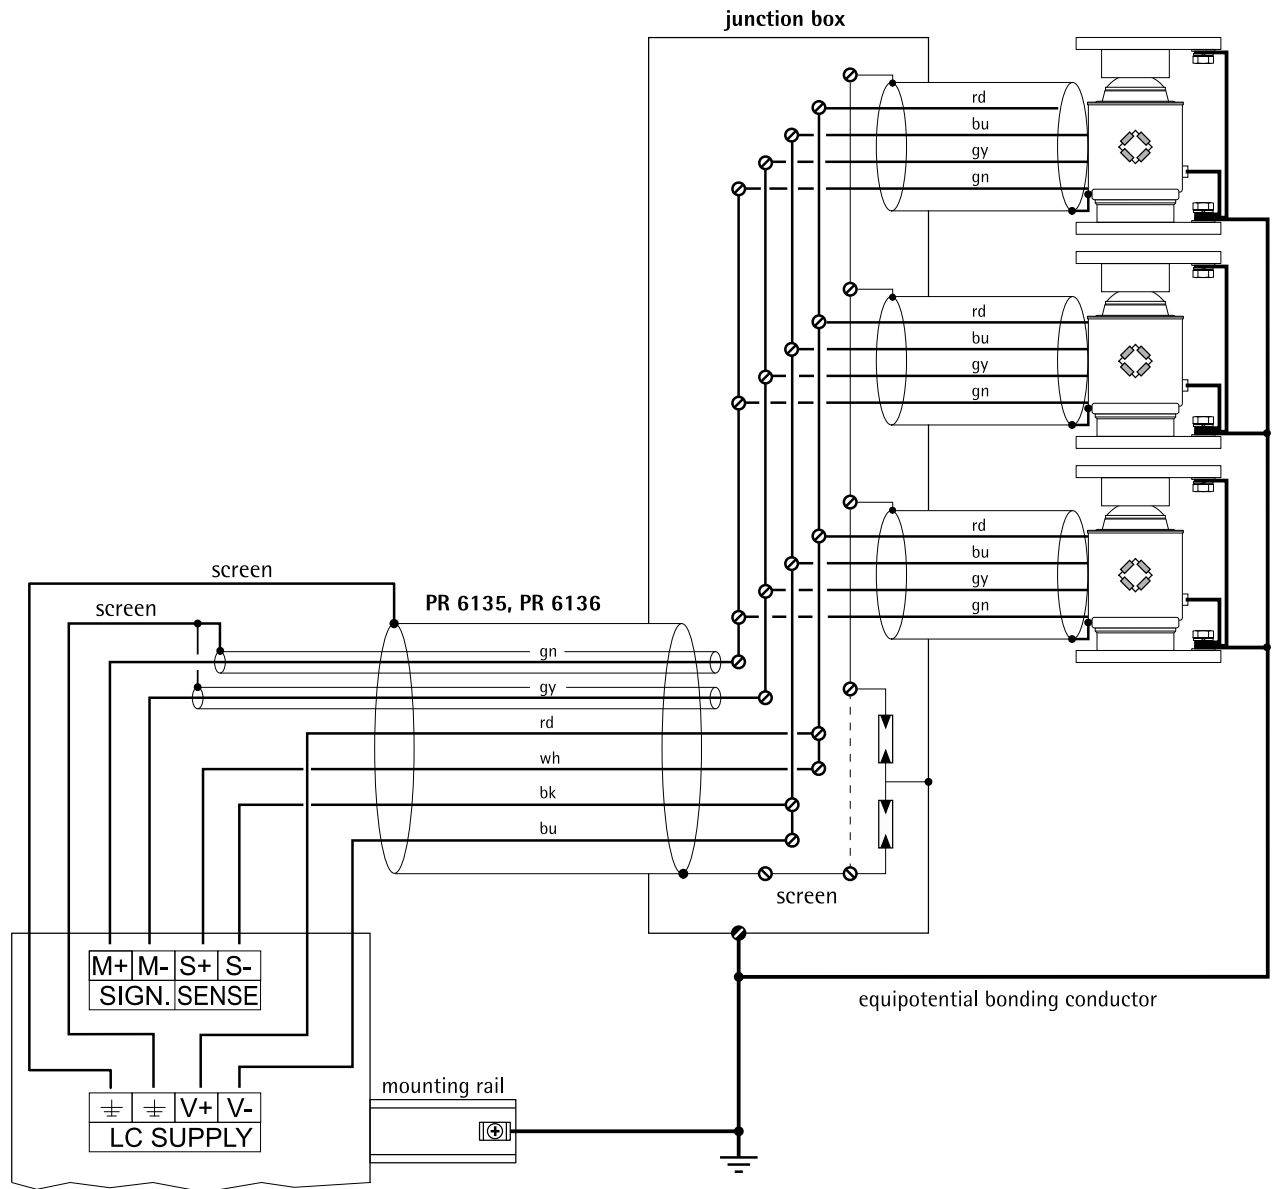 junction box
rd
bu
gy
gn
rd
bu
gy
gn
rd
bu
gy
gn
screen
screen
PR 6135, PR 6136
gn
gy
rd
wh
bk
bu
screen
M+ M- S+ S-
SIGN. SENSE
equipotential bonding conductor
mounting rail
V+ V-
LC SUPPLY